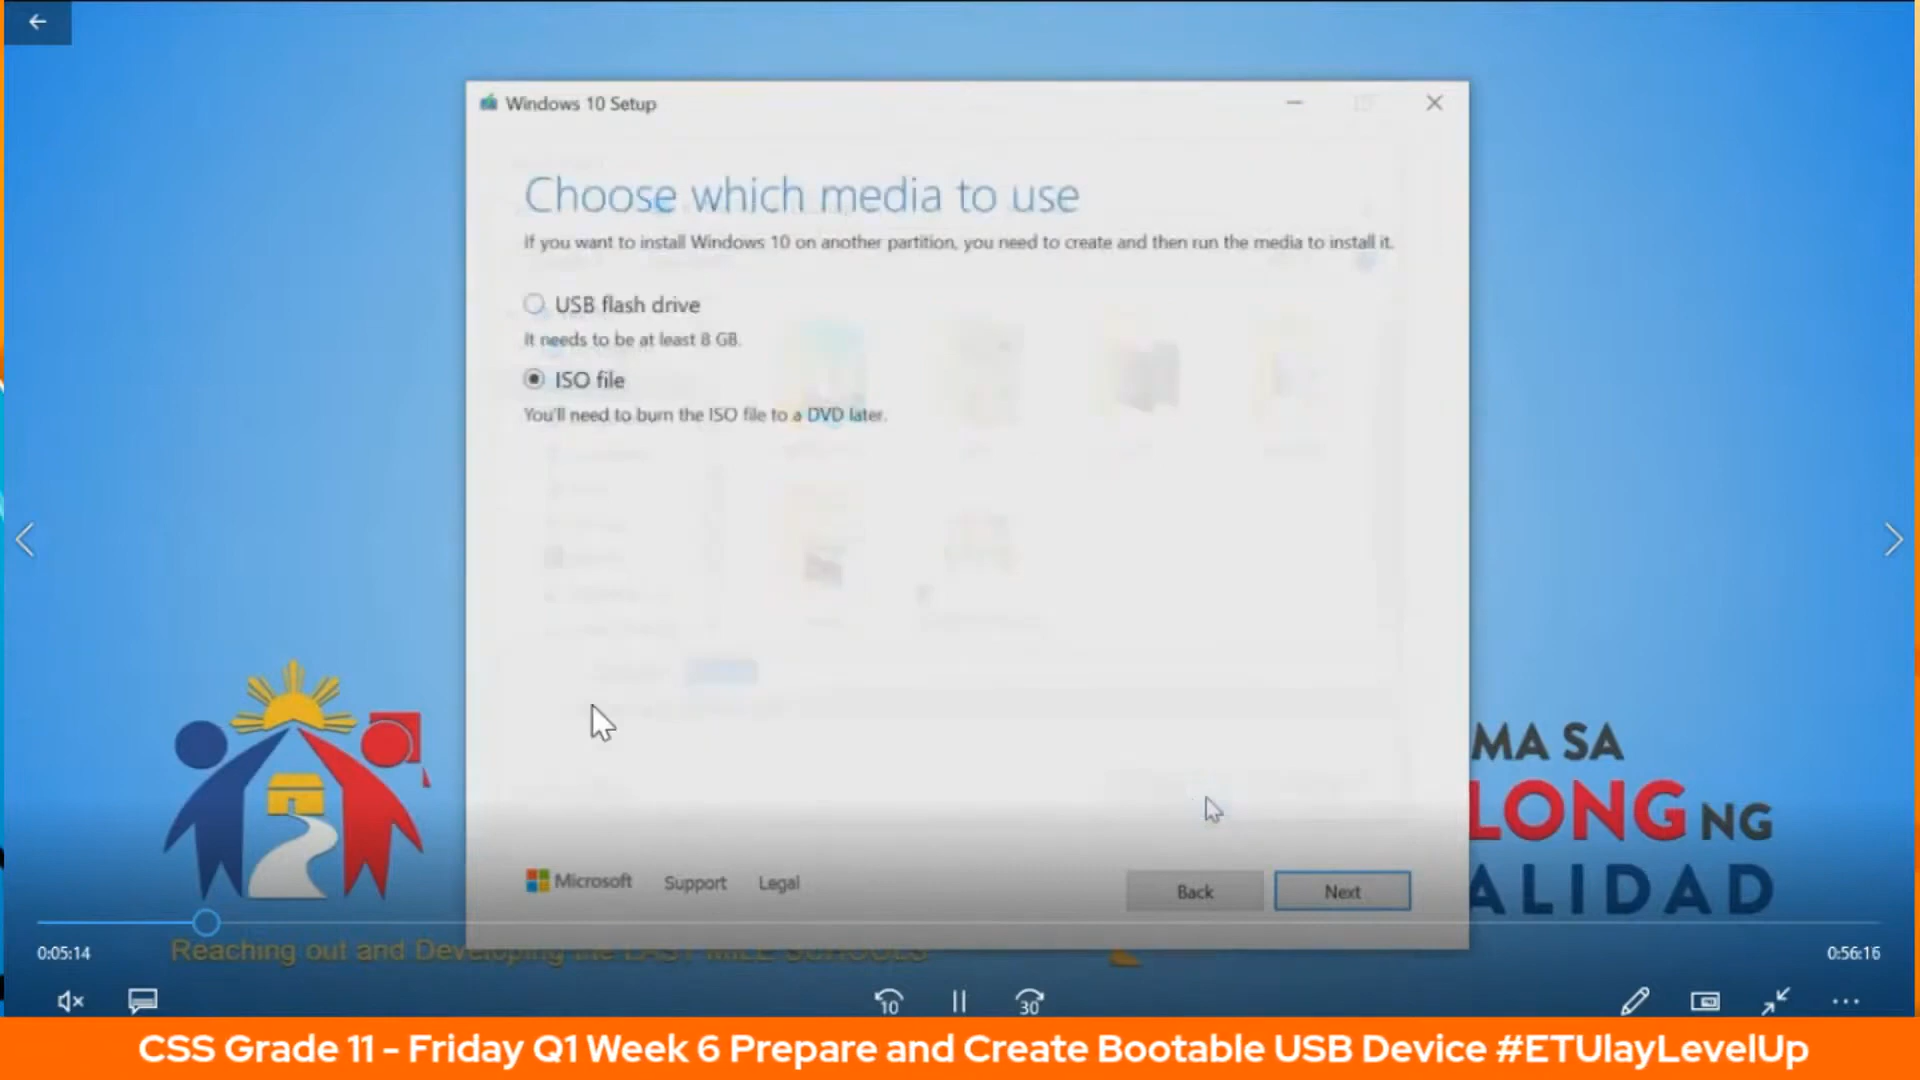 Windows 10 Setup
Choose which media to use
If you want to install Windows 10 on another partition, you need to create and then run the media to install it.
USB flash drive
It needs to be at least 8 GB.
ISO file
You'll need to burn the ISO file to a DVD later.
MA SA
LONG NG
ALIDAD
Microsoft Support Legal
Back Next
Reaching out and Developing the LAST MILE SCHOOLS
0:05:14
0:56:16
10
30
CSS Grade 11 - Friday Q1 Week 6 Prepare and Create Bootable USB Device #ETUlayLevelUp